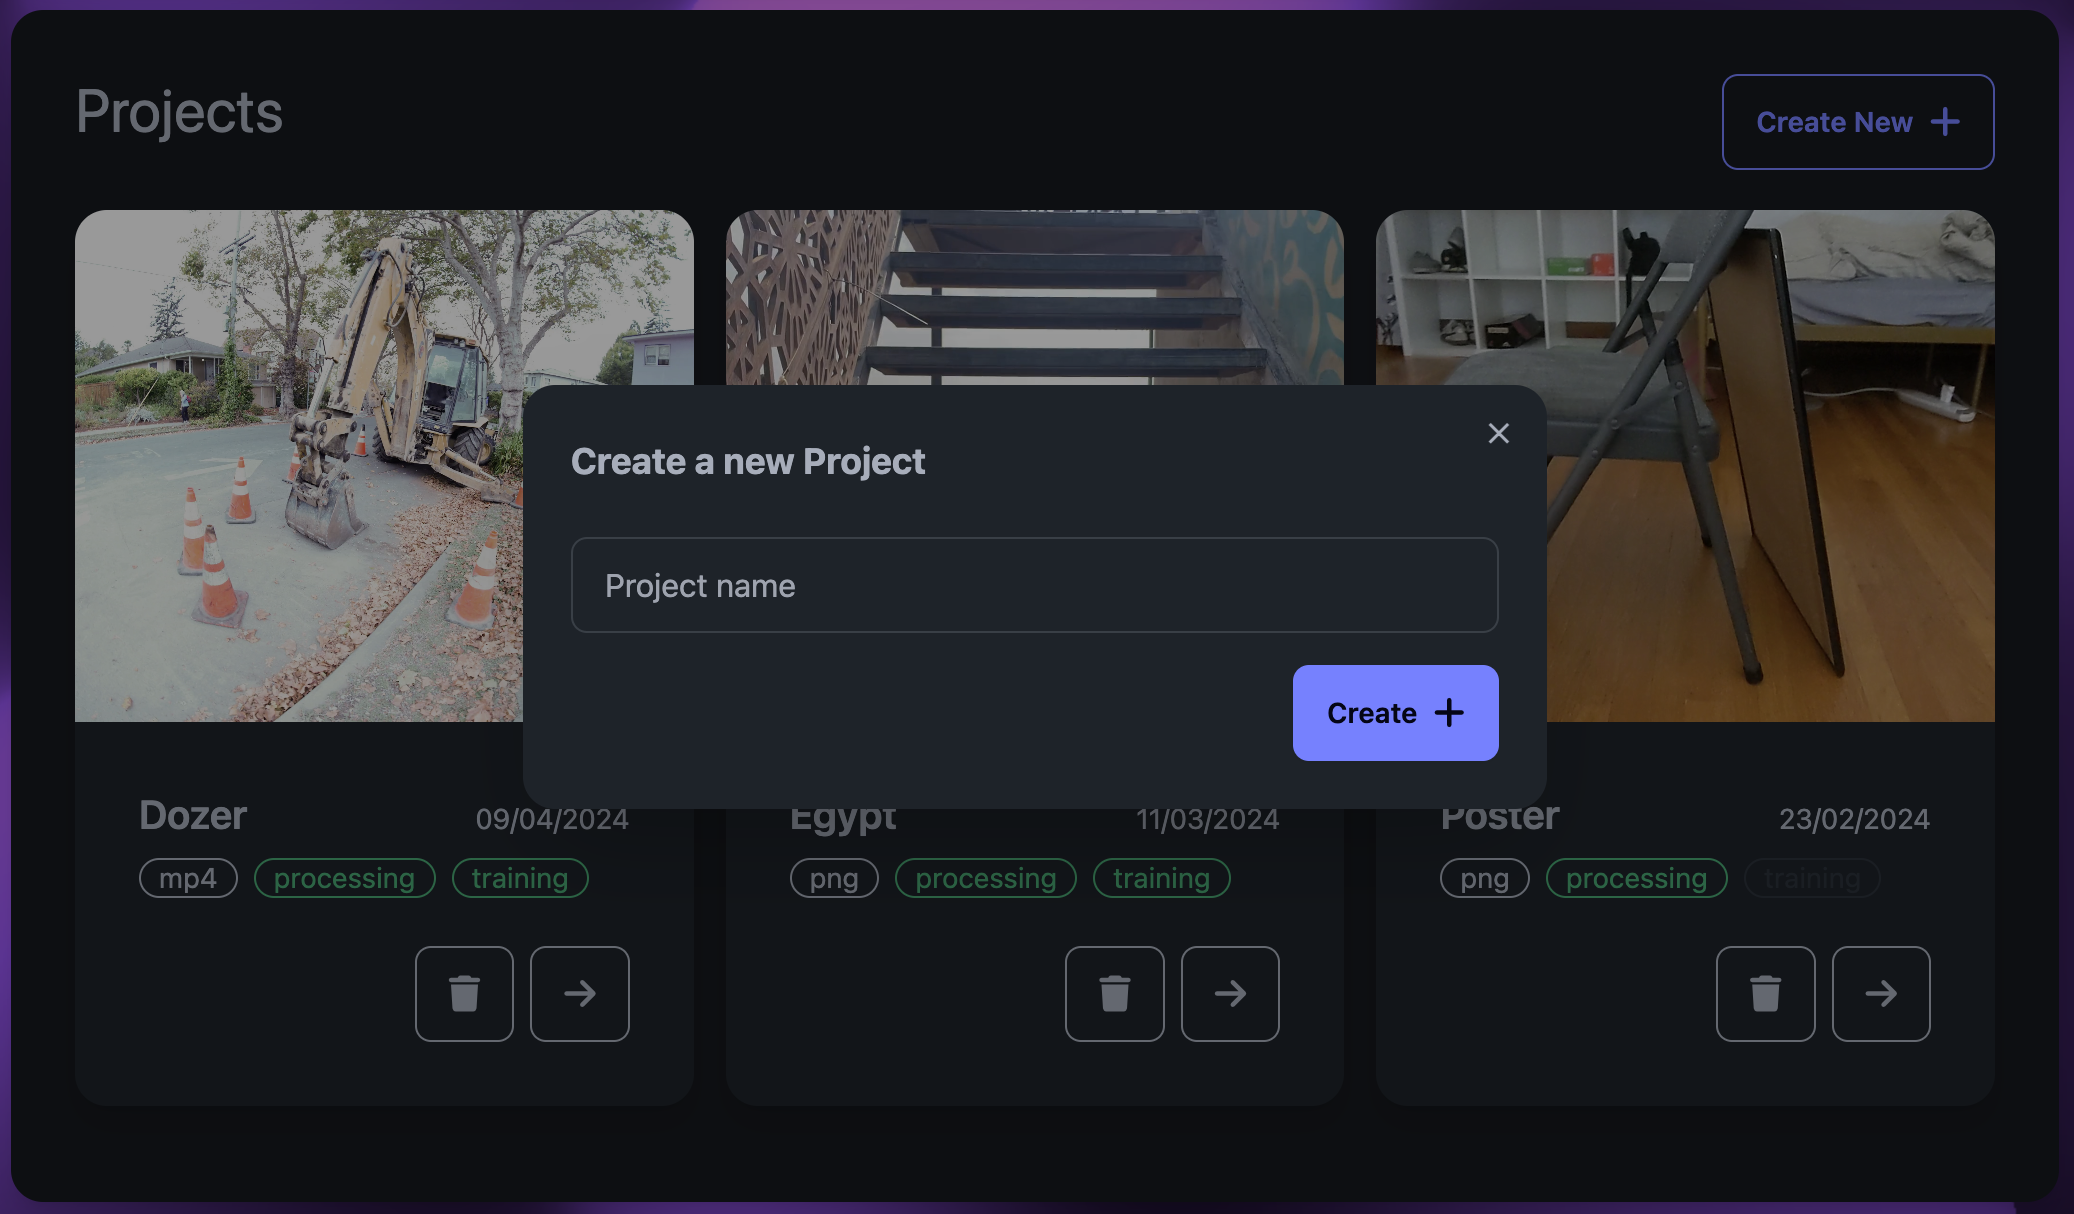 Projects
Create New
Create a new Project
Project name
Create
Dozer 09/04/2024
mp4 processing training
Egypt 11/03/2024
png processing training
Poster 23/02/2024
png processing training